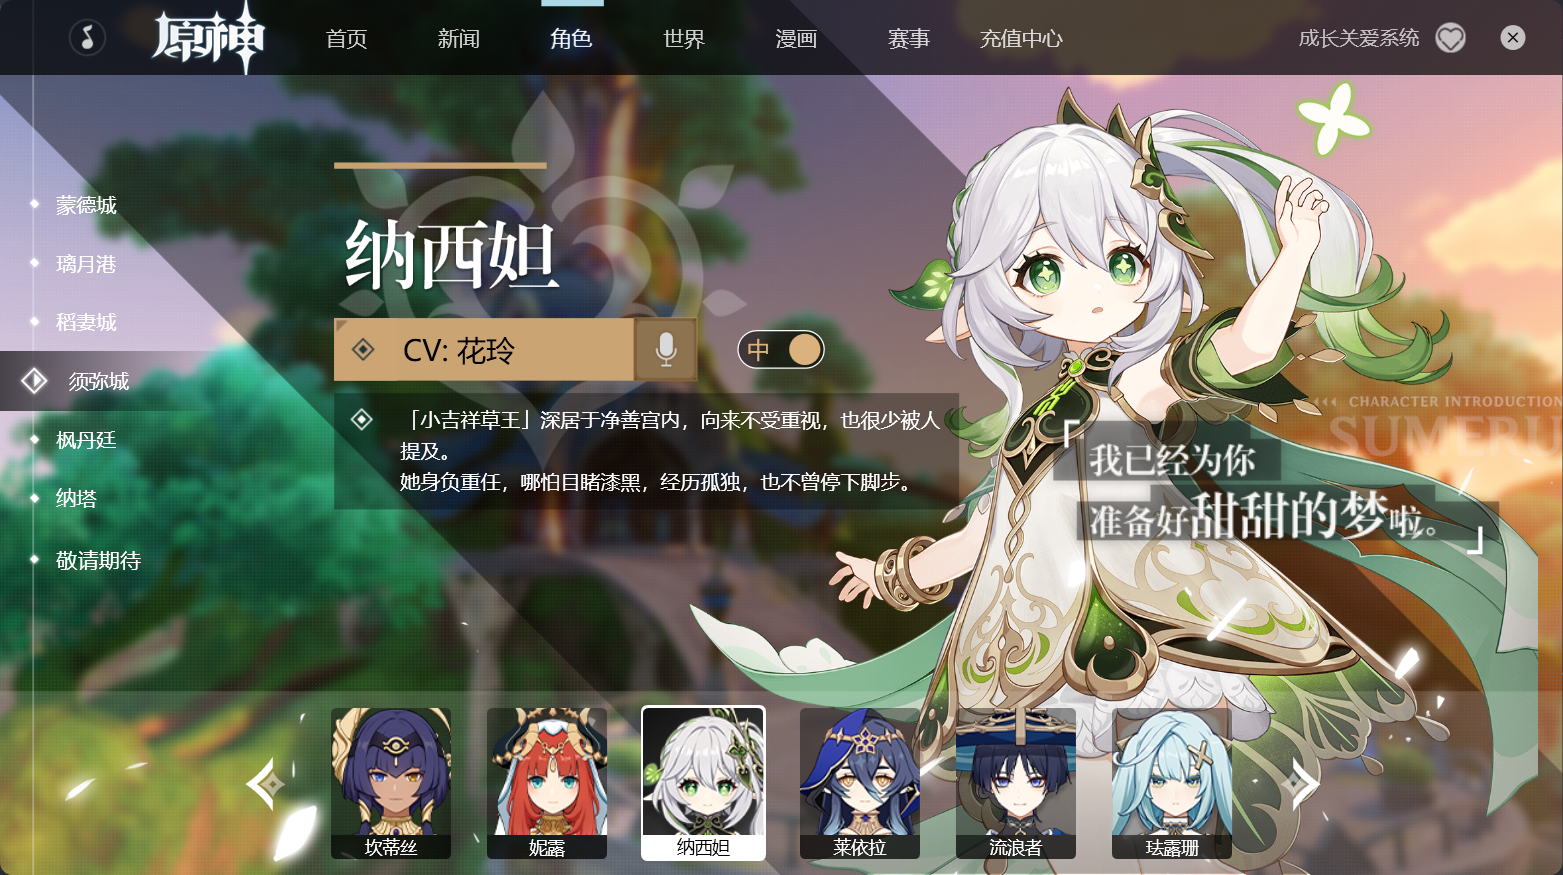 原神
首页
新闻
角色
世界
漫画
赛事
充值中心
成长关爱系统
蒙德城
璃月港
稻妻城
须弥城
枫丹廷
纳塔
敬请期待
纳西妲
CV: 花玲
中
「小吉祥草王」深居于净善宫内，向来不受重视，也很少被人
提及。
她身负重任，哪怕目睹漆黑，经历孤独，也不曾停下脚步。
CHARACTER INTRODUCTION
SUMERU
「我已经为你
准备好甜甜的梦啦。」
坎蒂丝
妮露
纳西妲
莱依拉
流浪者
珐露珊